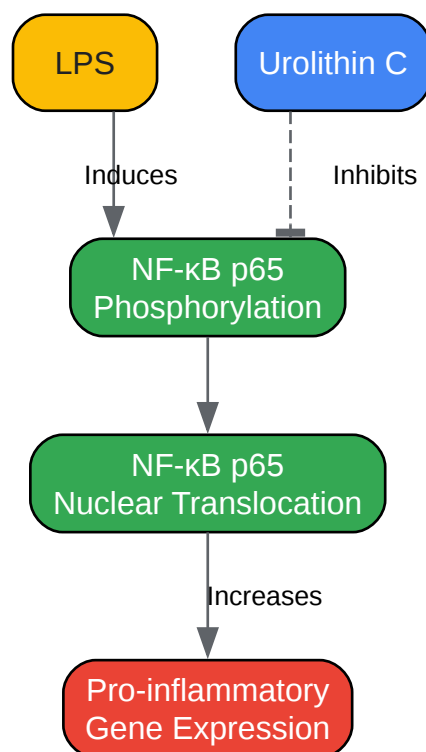 LPS
Urolithin C
Induces
Inhibits
NF-κB p65
Phosphorylation
NF-κB p65
Nuclear Translocation
Increases
Pro-inflammatory
Gene Expression